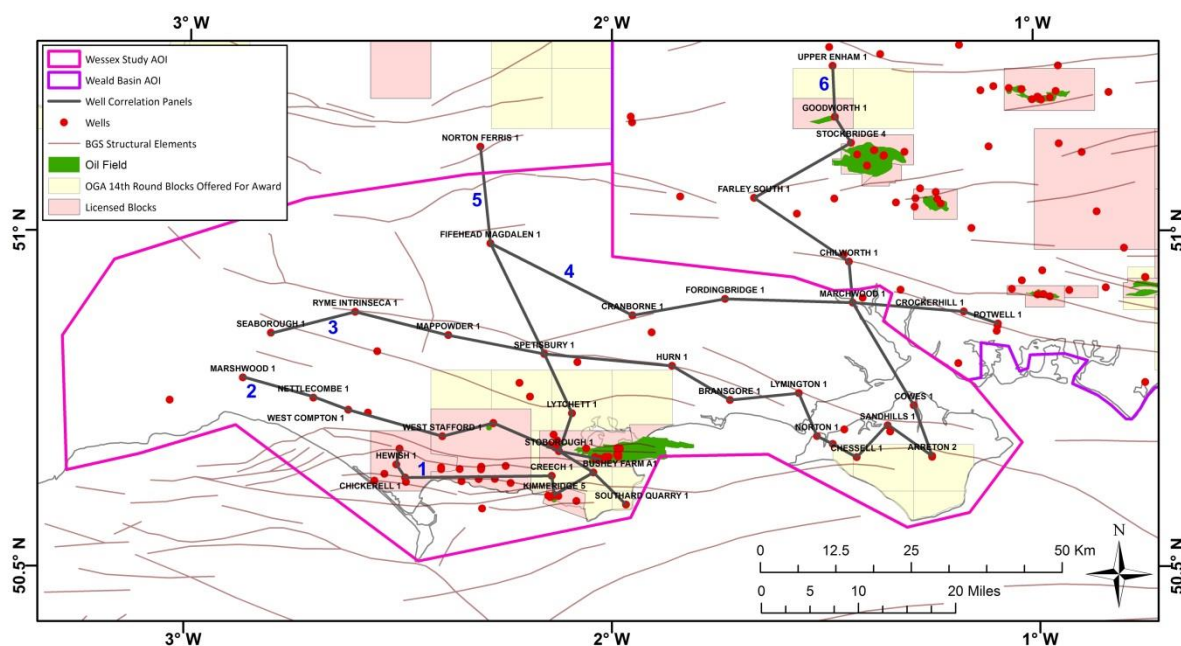 3° W
2° W
1° W
Wessex Study AOI
Weald Basin AOI
Well Correlation Panels
Wells
BGS Structural Elements
Oil Field
OGA 14th Round Blocks Offered For Award
Licensed Blocks
UPPER ENHAM 1
6
GOODWORTH 1
STOCKBRIDGE 4
NORTON FERRIS 1
FARLEY SOUTH 1
5
51° N
51° N
FIFEHEAD MAGDALEN 1
CHILWORTH 1
4
FORDINGBRIDGE 1
MARCHWOOD 1
RYME INTRINSECA 1
CRANBORNE 1
CROCKERHILL 1
POTWELL 1
SEABOROUGH 1
3
MAPPOWDER 1
SPETISBURY 1
HURN 1
MARSHWOOD 1
2
NETTLECOMBE 1
LYMINGTON 1
BRANSGORE 1
COWES 1
WEST COMPTON 1
LYTCHETT 1
SANDHILLS 1
WEST STAFFORD 1
NORTON 1
STOBOROUGH 1
CHESSELL 1
ARRETON 2
HEWISH 1
1
CREECH 1
BUSHEY FARM A1
CHICKERELL 1
KIMMERIDGE 5
SOUTHARD QUARRY 1
N
0 12.5 25 50 Km
0 5 10 20 Miles
50.5° N
50.5° N
3° W
2° W
1° W